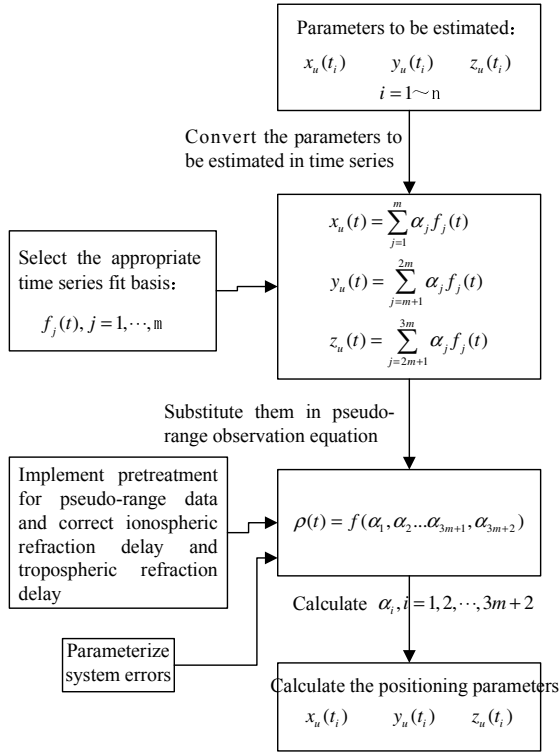 Parameters to be estimated：
x_u(t_i)  y_u(t_i)  z_u(t_i)
i = 1～n
Convert the parameters to
be estimated in time series
Select the appropriate
time series fit basis：
f_j(t), j = 1,⋯,m
x_u(t) = ∑_{j=1}^{m} α_j f_j(t)
y_u(t) = ∑_{j=m+1}^{2m} α_j f_j(t)
z_u(t) = ∑_{j=2m+1}^{3m} α_j f_j(t)
Substitute them in pseudo-
range observation equation
Implement pretreatment
for pseudo-range data
and correct ionospheric
refraction delay and
tropospheric refraction
delay
ρ(t) = f(α_1, α_2...α_{3m+1}, α_{3m+2})
Parameterize
system errors
Calculate α_i, i = 1, 2,⋯, 3m + 2
Calculate the positioning parameters
x_u(t_i)  y_u(t_i)  z_u(t_i)